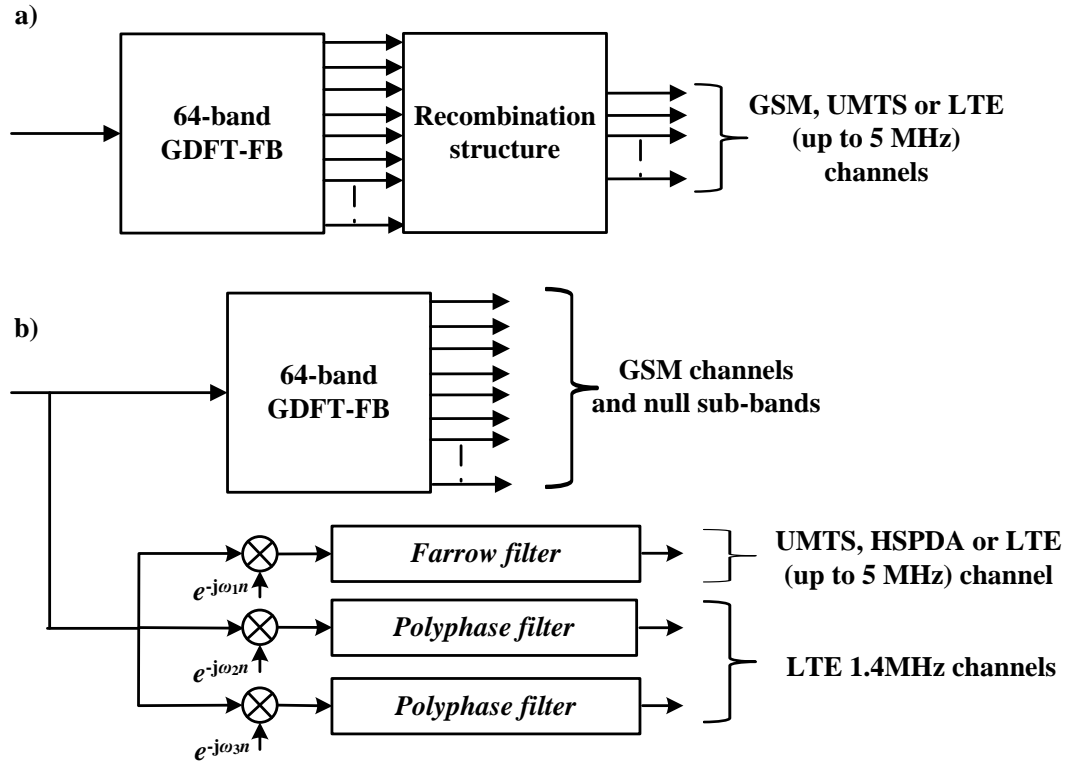 a)
64-band
GDFT-FB
Recombination
structure
GSM, UMTS or LTE
(up to 5 MHz)
channels
b)
64-band
GDFT-FB
GSM channels
and null sub-bands
Farrow filter
e-jω1n
UMTS, HSPDA or LTE
(up to 5 MHz) channel
Polyphase filter
e-jω2n
LTE 1.4MHz channels
Polyphase filter
e-jω3n